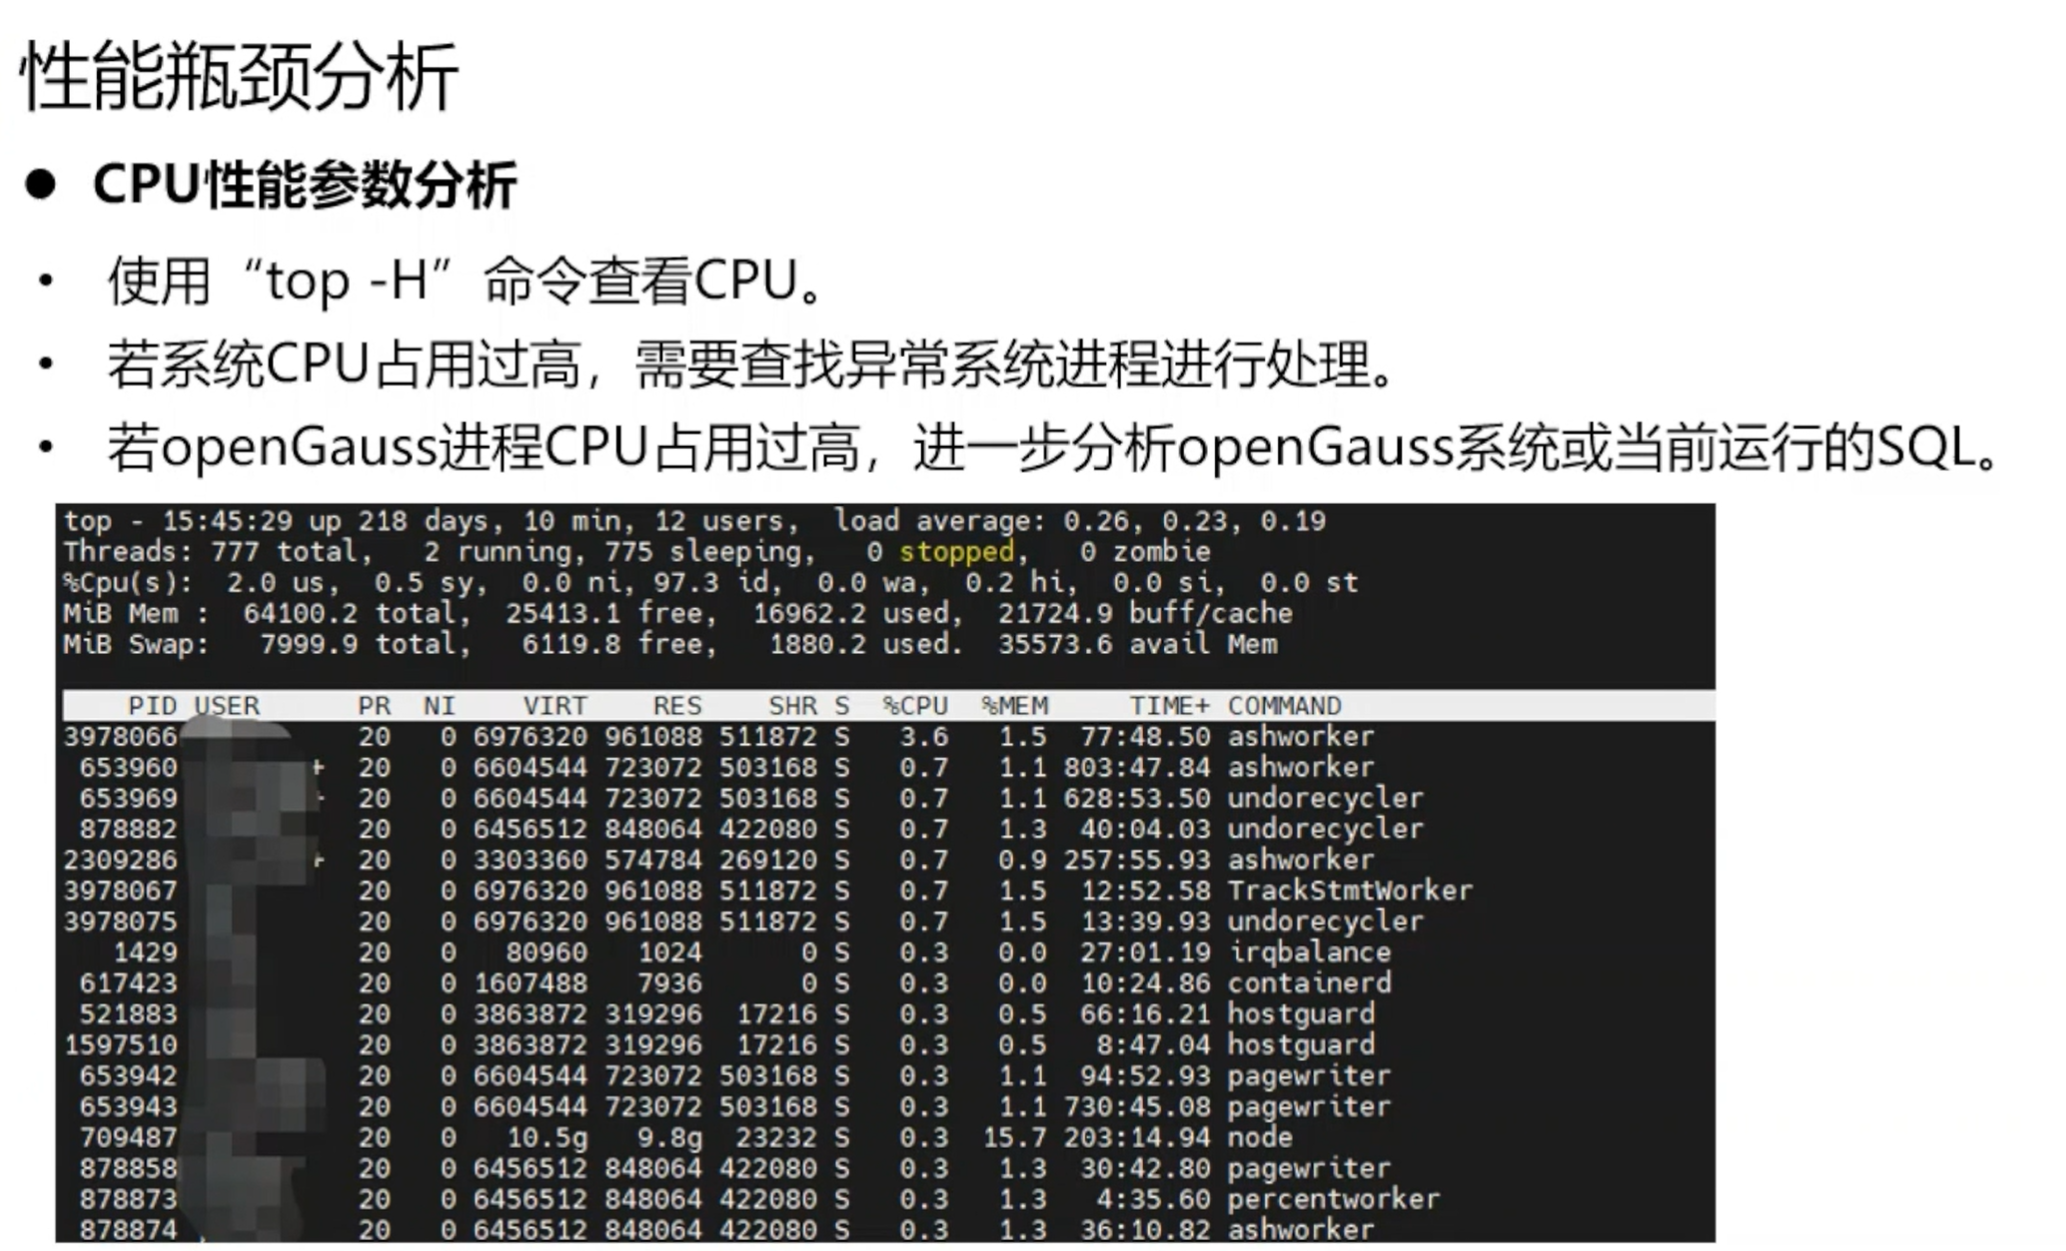 性能瓶颈分析
● CPU性能参数分析
• 使用“top -H”命令查看CPU。
• 若系统CPU占用过高，需要查找异常系统进程进行处理。
• 若openGauss进程CPU占用过高，进一步分析openGauss系统或当前运行的SQL。
top - 15:45:29 up 218 days, 10 min, 12 users,  load average: 0.26, 0.23, 0.19
Threads: 777 total,   2 running, 775 sleeping,   0 stopped,   0 zombie
%Cpu(s):  2.0 us,  0.5 sy,  0.0 ni, 97.3 id,  0.0 wa,  0.2 hi,  0.0 si,  0.0 st
MiB Mem :  64100.2 total,  25413.1 free,  16962.2 used,  21724.9 buff/cache
MiB Swap:   7999.9 total,   6119.8 free,   1880.2 used.  35573.6 avail Mem
PID USER PR NI VIRT RES SHR S %CPU %MEM TIME+ COMMAND
3978066 20 0 6976320 961088 511872 S 3.6 1.5 77:48.50 ashworker
653960 + 20 0 6604544 723072 503168 S 0.7 1.1 803:47.84 ashworker
653969 20 0 6604544 723072 503168 S 0.7 1.1 628:53.50 undorecycler
878882 20 0 6456512 848064 422080 S 0.7 1.3 40:04.03 undorecycler
2309286 + 20 0 3303360 574784 269120 S 0.7 0.9 257:55.93 ashworker
3978067 20 0 6976320 961088 511872 S 0.7 1.5 12:52.58 TrackStmtWorker
3978075 20 0 6976320 961088 511872 S 0.7 1.5 13:39.93 undorecycler
1429 20 0 80960 1024 0 S 0.3 0.0 27:01.19 irqbalance
617423 20 0 1607488 7936 0 S 0.3 0.0 10:24.86 containerd
521883 20 0 3863872 319296 17216 S 0.3 0.5 66:16.21 hostguard
1597510 20 0 3863872 319296 17216 S 0.3 0.5 8:47.04 hostguard
653942 20 0 6604544 723072 503168 S 0.3 1.1 94:52.93 pagewriter
653943 20 0 6604544 723072 503168 S 0.3 1.1 730:45.08 pagewriter
709487 20 0 10.5g 9.8g 23232 S 0.3 15.7 203:14.94 node
878858 20 0 6456512 848064 422080 S 0.3 1.3 30:42.80 pagewriter
878873 20 0 6456512 848064 422080 S 0.3 1.3 4:35.60 percentworker
878874 20 0 6456512 848064 422080 S 0.3 1.3 36:10.82 ashworker